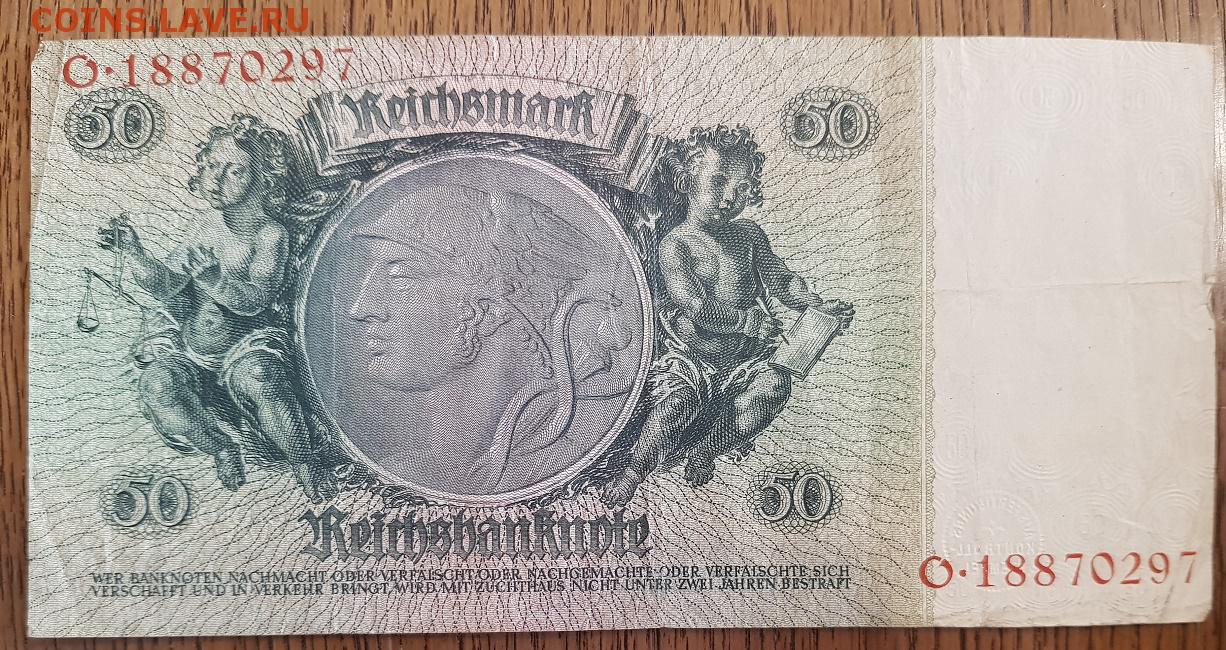 COINS.LAVE.RU
O·18870297
50
Reichsmark
50
50
Reichsbanknote
50
WER BANKNOTEN NACHMACHT ODER VERFÄLSCHT ODER NACHGEMACHTE ODER VERFÄLSCHTE SICH
VERSCHAFFT UND IN VERKEHR BRINGT, WIRD MIT ZUCHTHAUS NICHT UNTER ZWEI JAHREN BESTRAFT
O·18870297